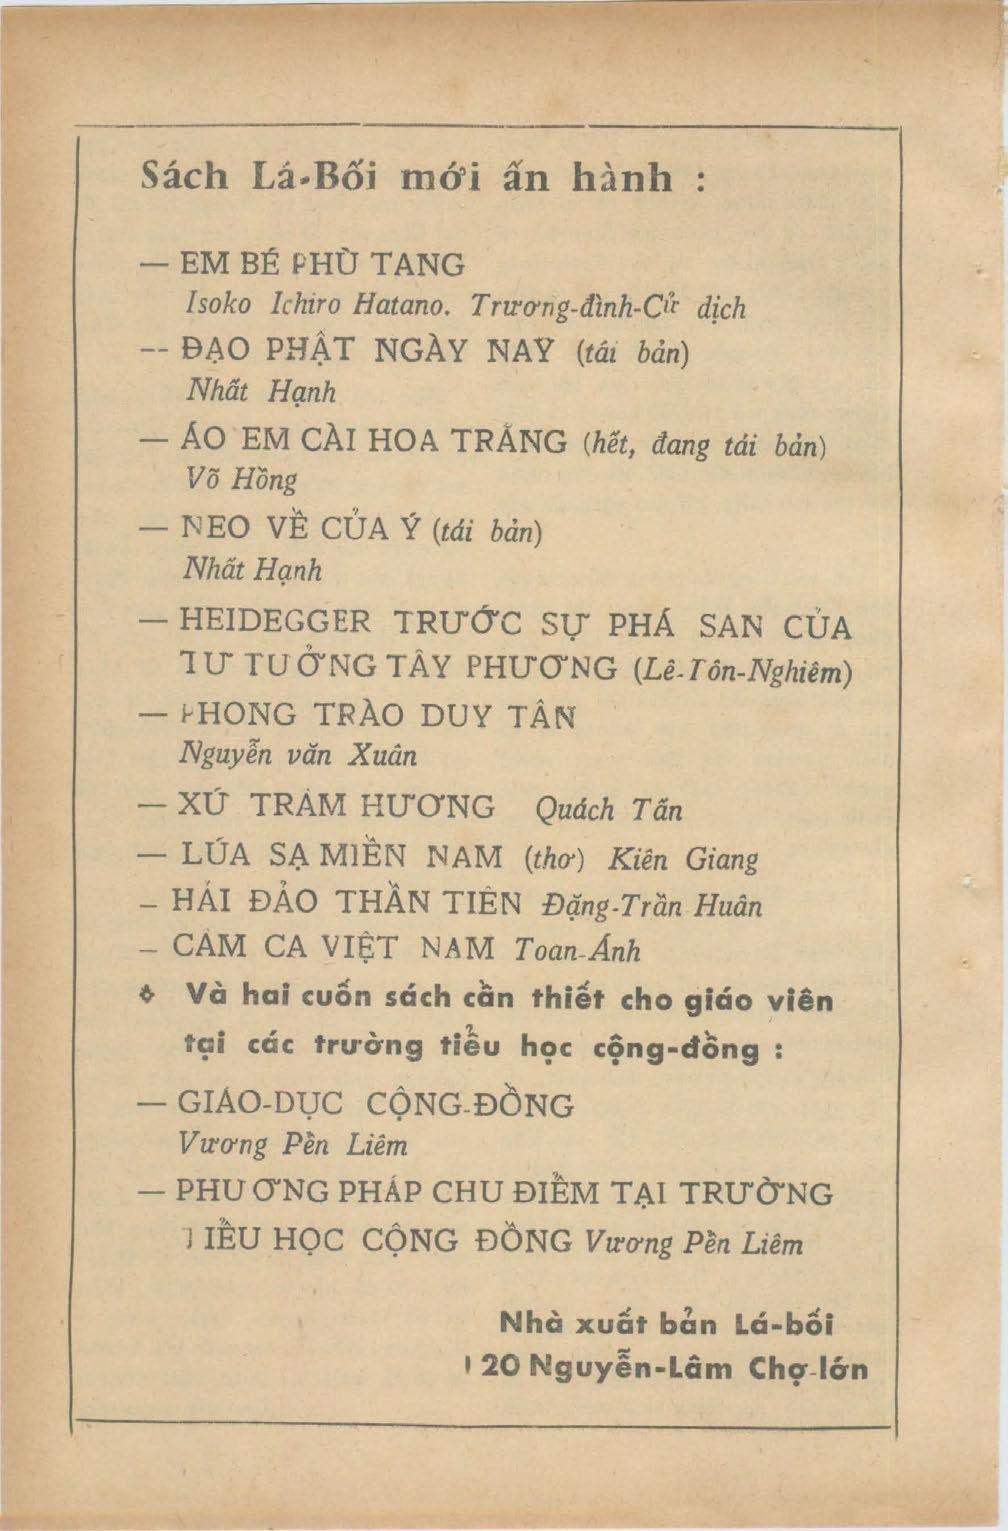 Sách Lá-Bối mới ấn hành :
— EM BÉ PHÙ TANG
Isoko Ichiro Hatano. Trương-đình-Cử dịch
-- ĐẠO PHẬT NGÀY NAY (tái bản)
Nhất Hạnh
— ÁO EM CÀI HOA TRẮNG (hết, đang tái bản)
Võ Hồng
— NẺO VỀ CỦA Ý (tái bản)
Nhất Hạnh
— HEIDEGGER TRƯỚC SỰ PHÁ SAN CỦA
TƯ TƯỞNG TÂY PHƯƠNG (Lê-Tôn-Nghiêm)
— PHONG TRÀO DUY TÂN
Nguyễn văn Xuân
— XỨ TRẦM HƯƠNG Quách Tấn
— LÚA SẠ MIỀN NAM (thơ) Kiên Giang
– HẢI ĐẢO THẦN TIÊN Đặng-Trần Huân
– CẦM CA VIỆT NAM Toan-Ánh
❖ Và hai cuốn sách cần thiết cho giáo viên
tại các trường tiểu học cộng-đồng :
— GIÁO-DỤC CỘNG-ĐỒNG
Vương Pền Liêm
— PHƯƠNG PHÁP CHU ĐIỂM TẠI TRƯỜNG
TIỂU HỌC CỘNG ĐỒNG Vương Pền Liêm
Nhà xuất bản Lá-bối
120 Nguyễn-Lâm Chợ-lớn